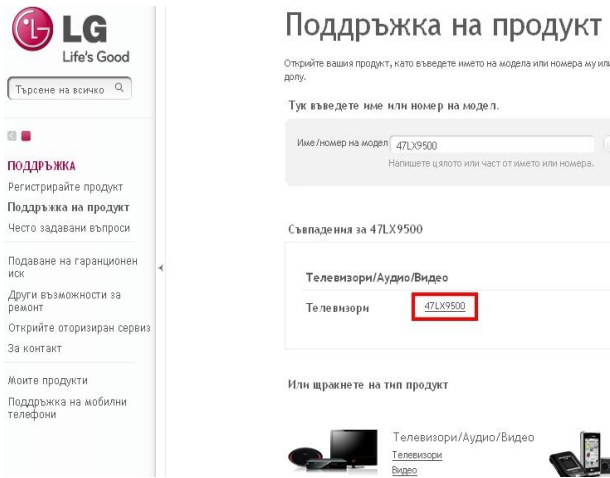 LG
Life's Good
Търсене на всичко
ПОДДРЪЖКА
Регистрирайте продукт
Поддръжка на продукт
Често задавани въпроси
Подаване на гаранционен
иск
Други възможности за
ремонт
Открийте оторизиран сервиз
За контакт
Моите продукти
Поддръжка на мобилни
телефони
Поддръжка на продукт
Открийте вашия продукт, като въведете името на модела или номера му или
долу.
Тук въведете име или номер на модел.
Име/номер на модел 47LX9500
Напишете цялото или част от името или номера.
Съвпадения за 47LX9500
Телевизори/Аудио/Видео
Телевизори 47LX9500
Или щракнете на тип продукт
Телевизори/Аудио/Видео
Телевизори
Видео